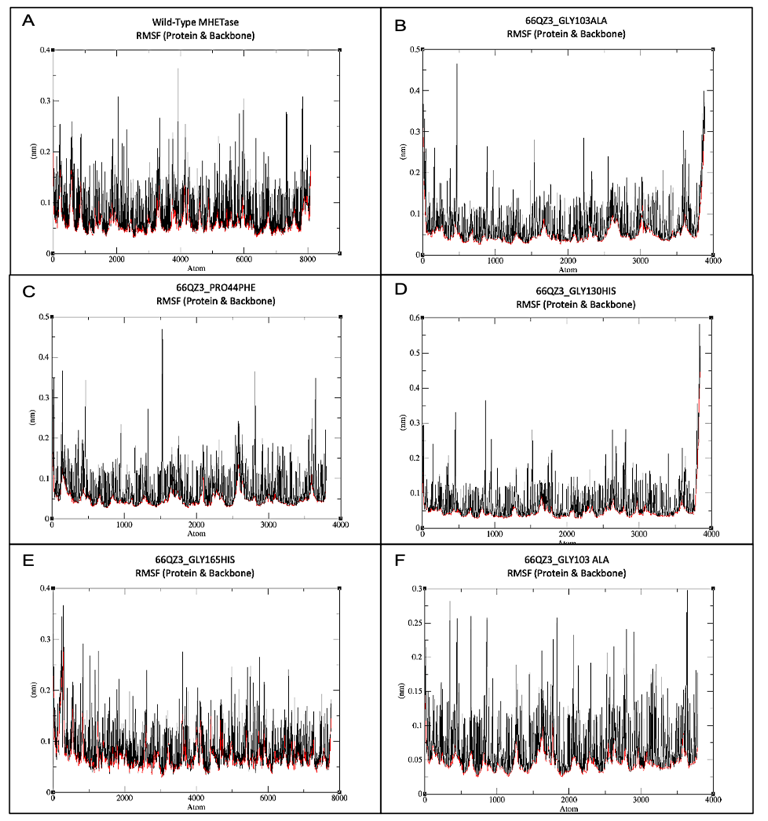 A
Wild-Type MHETase
RMSF (Protein & Backbone)
0.4
0.3
0.2
0.1
0
(nm)
0
2000
4000
6000
8000
Atom
B
66QZ3_GLY103ALA
RMSF (Protein & Backbone)
0.5
0.4
0.3
0.2
0.1
0
(nm)
0
1000
2000
3000
4000
Atom
C
66QZ3_PRO44PHE
RMSF (Protein & Backbone)
0.5
0.4
0.3
0.2
0.1
0
(nm)
0
1000
2000
3000
4000
Atom
D
66QZ3_GLY130HIS
RMSF (Protein & Backbone)
0.6
0.5
0.4
0.3
0.2
0.1
0
(nm)
0
1000
2000
3000
4000
Atom
E
66QZ3_GLY165HIS
RMSF (Protein & Backbone)
0.4
0.3
0.2
0.1
0
(nm)
0
2000
4000
6000
8000
Atom
F
66QZ3_GLY103 ALA
RMSF (Protein & Backbone)
0.3
0.25
0.2
0.15
0.1
0.05
0
(nm)
0
1000
2000
3000
4000
Atom